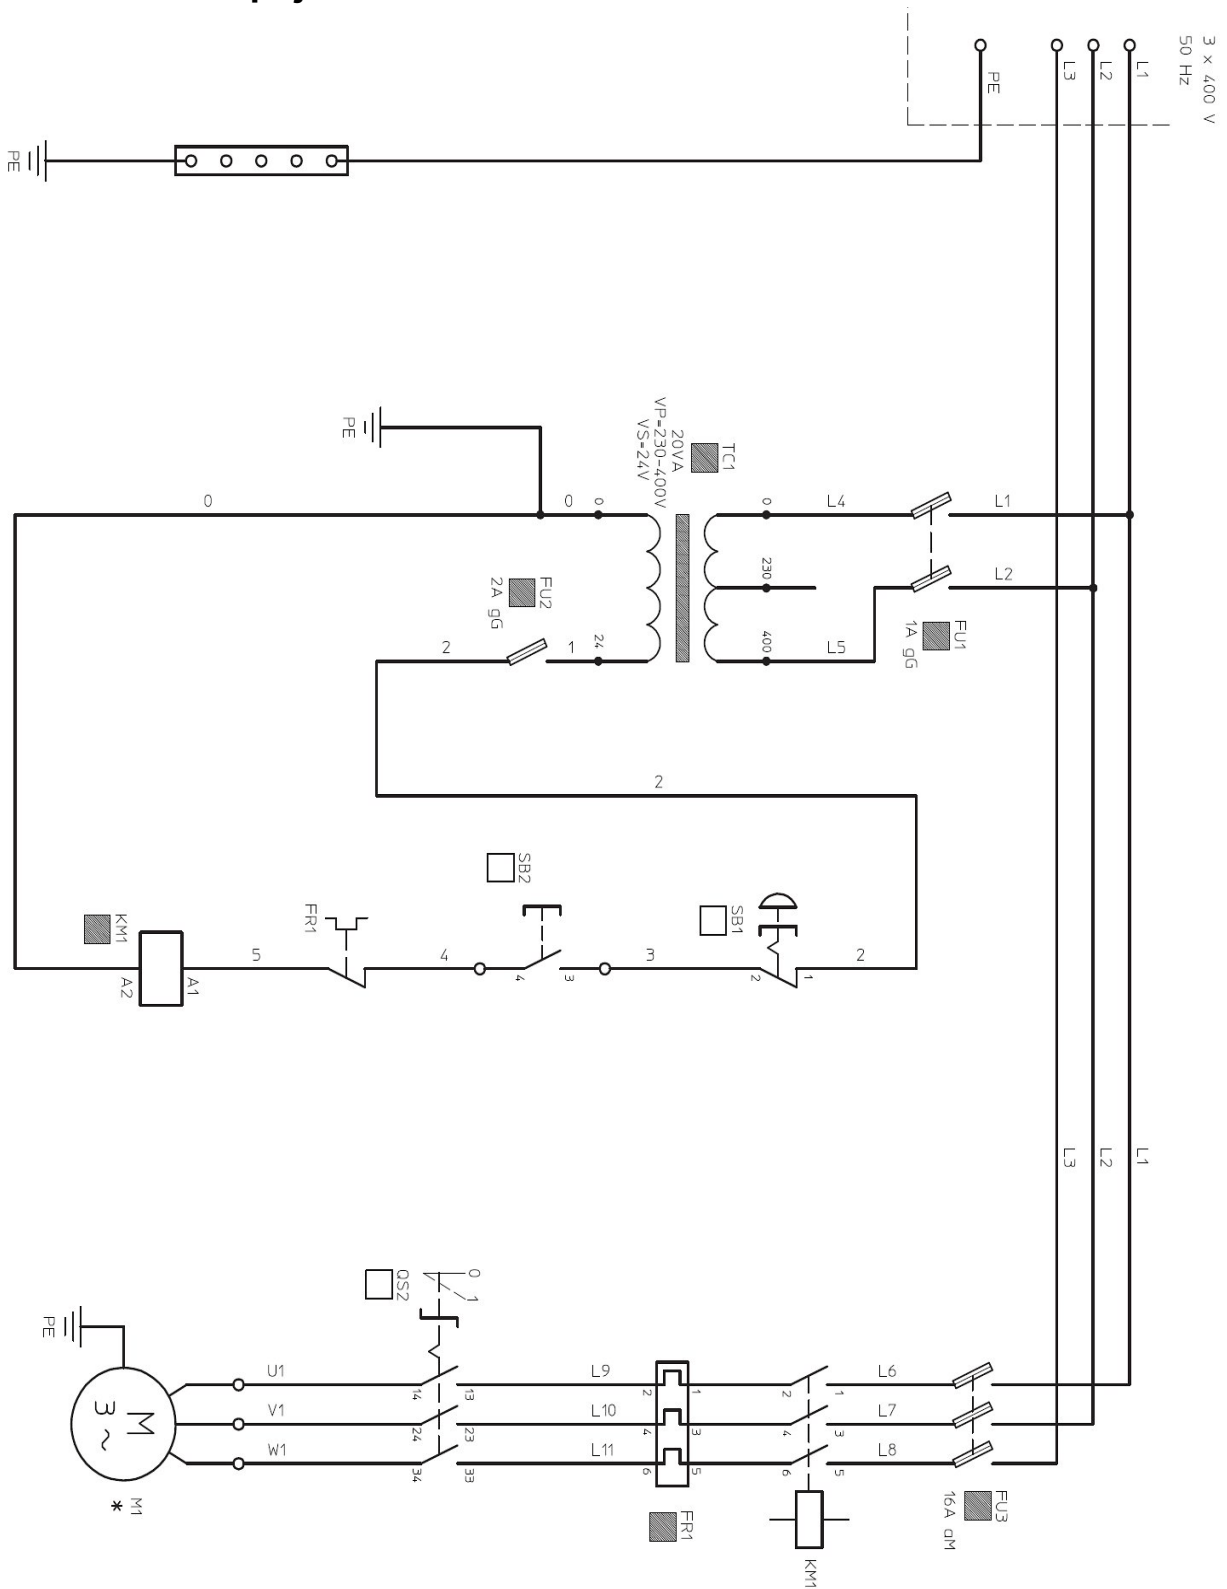 3 x 400 V
50 Hz
L1
L2
L3
PE
PE
PE
TC1
20VA
VP=230-400V
VS=24V
0
0
0
0
L4
L1
230
L2
FU2
2A gG
FU1
1A gG
2
1
24
400
L5
2
SB2
SB1
KM1
FR1
5
4
3
2
4
3
2
1
A1
A2
L3
L2
L1
QS2
0
1
PE
U1
14
13
L9
2
1
2
1
L6
V1
24
23
L10
4
3
4
3
L7
W1
34
33
L11
6
5
6
5
L8
M
3 ~
M1
*
FR1
FU3
16A aM
KM1